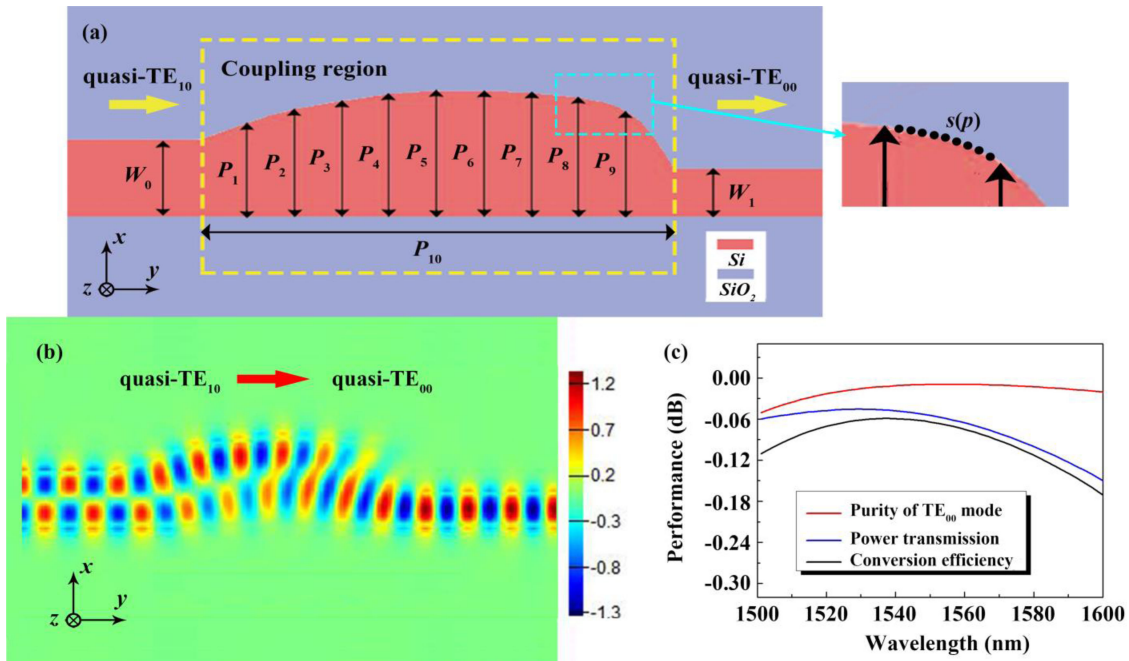 (a)
quasi-TE10
Coupling region
quasi-TE00
s(p)
W0
P1
P2
P3
P4
P5
P6
P7
P8
P9
W1
P10
x
y
z
Si
SiO2
(b)
quasi-TE10
quasi-TE00
1.2
0.7
0.2
-0.3
-0.8
-1.3
x
y
z
(c)
Performance (dB)
0.00
-0.06
-0.12
-0.18
-0.24
-0.30
Purity of TE00 mode
Power transmission
Conversion efficiency
1500 1520 1540 1560 1580 1600
Wavelength (nm)